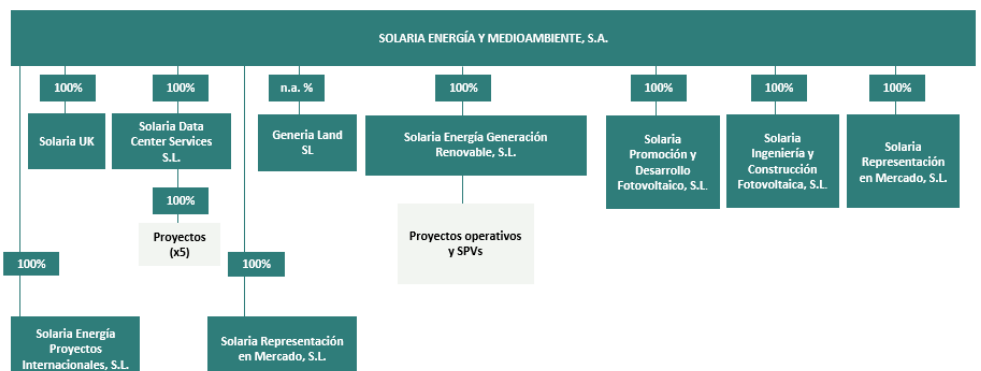 SOLARIA ENERGÍA Y MEDIOAMBIENTE, S.A.
100%
100%
n.a. %
100%
100%
100%
100%
Solaria UK
Solaria Data
Center Services
S.L.
Generia Land
SL
Solaria Energía Generación
Renovable, S.L.
Solaria
Promoción y
Desarrollo
Fotovoltaico, S.L.
Solaria
Ingeniería y
Construcción
Fotovoltaica, S.L.
Solaria
Representación
en Mercado, S.L.
100%
Proyectos
(x5)
Proyectos operativos
y SPVs
100%
100%
Solaria Energía
Proyectos
Internacionales, S.L.
Solaria Representación
en Mercado, S.L.